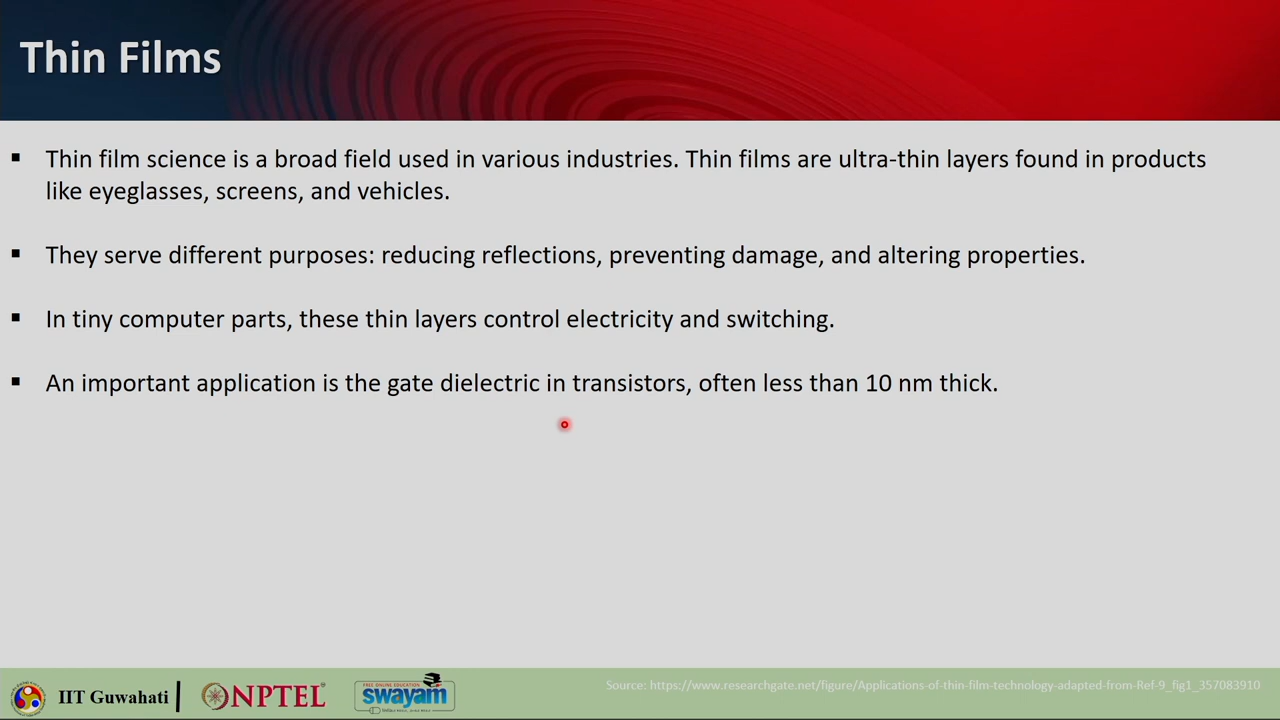 Thin Films
▪ Thin film science is a broad field used in various industries. Thin films are ultra-thin layers found in products
like eyeglasses, screens, and vehicles.
▪ They serve different purposes: reducing reflections, preventing damage, and altering properties.
▪ In tiny computer parts, these thin layers control electricity and switching.
▪ An important application is the gate dielectric in transistors, often less than 10 nm thick.
Source: https://www.researchgate.net/figure/Applications-of-thin-film-technology-adapted-from-Ref-9_fig1_357083910
IIT Guwahati
NPTEL
FREE ONLINE EDUCATION
swayam